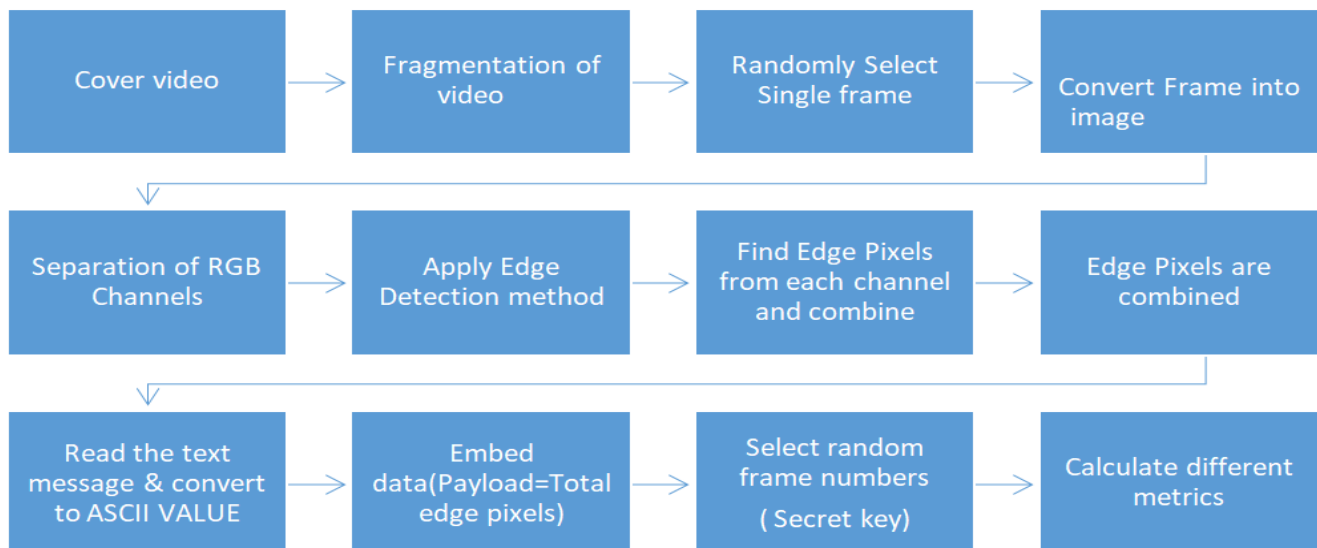 Cover video
Fragmentation of
video
Randomly Select
Single frame
Convert Frame into
image
Separation of RGB
Channels
Apply Edge
Detection method
Find Edge Pixels
from each channel
and combine
Edge Pixels are
combined
Read the text
message & convert
to ASCII VALUE
Embed
data(Payload=Total
edge pixels)
Select random
frame numbers
( Secret key)
Calculate different
metrics